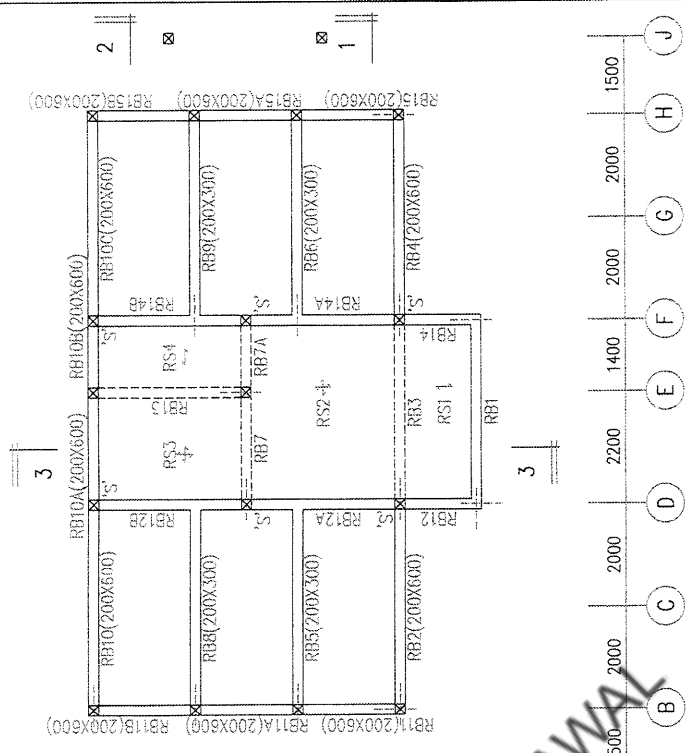 2
1
RB15B(200X600)
RB15A(200X600)
RB15(200X600)
RB10C(200X600)
RB9(200X300)
RB6(200X300)
RB4(200X600)
RB10B(200X600)
RB14B
'S'
RB14A
'S'
RB14
'S'
RS4
RB7A
RB13
RS2
RB3
RS1
RB1
RS3
RB7
3
3
RB10A(200X600)
'S'
RB12B
'S'
RB12A
'S'
RB12
RB10(200X600)
RB8(200X300)
RB5(200X300)
RB2(200X600)
RB11B(200X600)
RB11A(200X600)
RB11(200X600)
1500
2000
2000
1400
2200
2000
2000
J
H
G
F
E
D
C
B